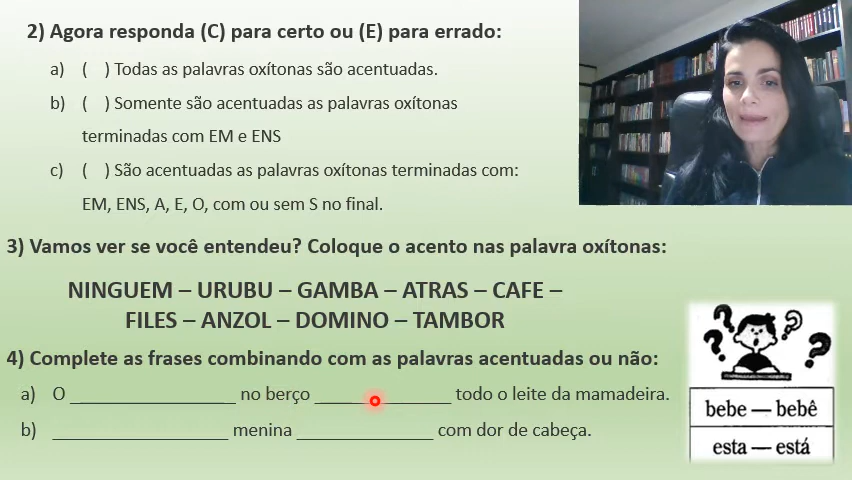 2) Agora responda (C) para certo ou (E) para errado:
a) ( ) Todas as palavras oxítonas são acentuadas.
b) ( ) Somente são acentuadas as palavras oxítonas
terminadas com EM e ENS
c) ( ) São acentuadas as palavras oxítonas terminadas com:
EM, ENS, A, E, O, com ou sem S no final.
3) Vamos ver se você entendeu? Coloque o acento nas palavra oxítonas:
NINGUEM – URUBU – GAMBA – ATRAS – CAFE –
FILES – ANZOL – DOMINO – TAMBOR
4) Complete as frases combinando com as palavras acentuadas ou não:
a) O ____________________ no berço ________________ todo o leite da mamadeira.
b) _____________________ menina ________________ com dor de cabeça.
? ? ? ?
bebe — bebê
esta — está